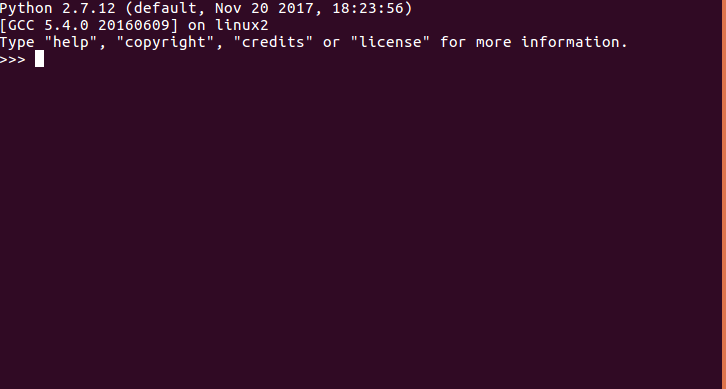 Python 2.7.12 (default, Nov 20 2017, 18:23:56)
[GCC 5.4.0 20160609] on linux2
Type "help", "copyright", "credits" or "license" for more information.
>>>